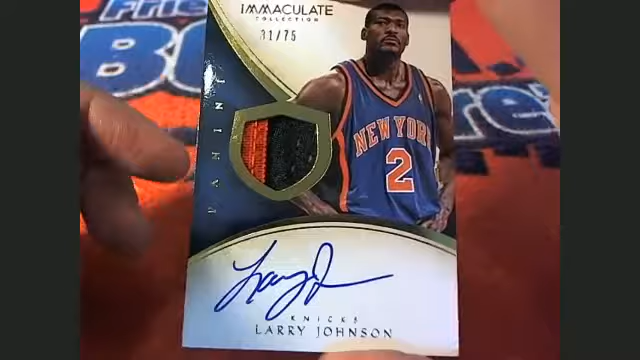 IMMACULATE
COLLECTION
31/75
PANINI
NEW YORK
2
KNICKS
LARRY JOHNSON